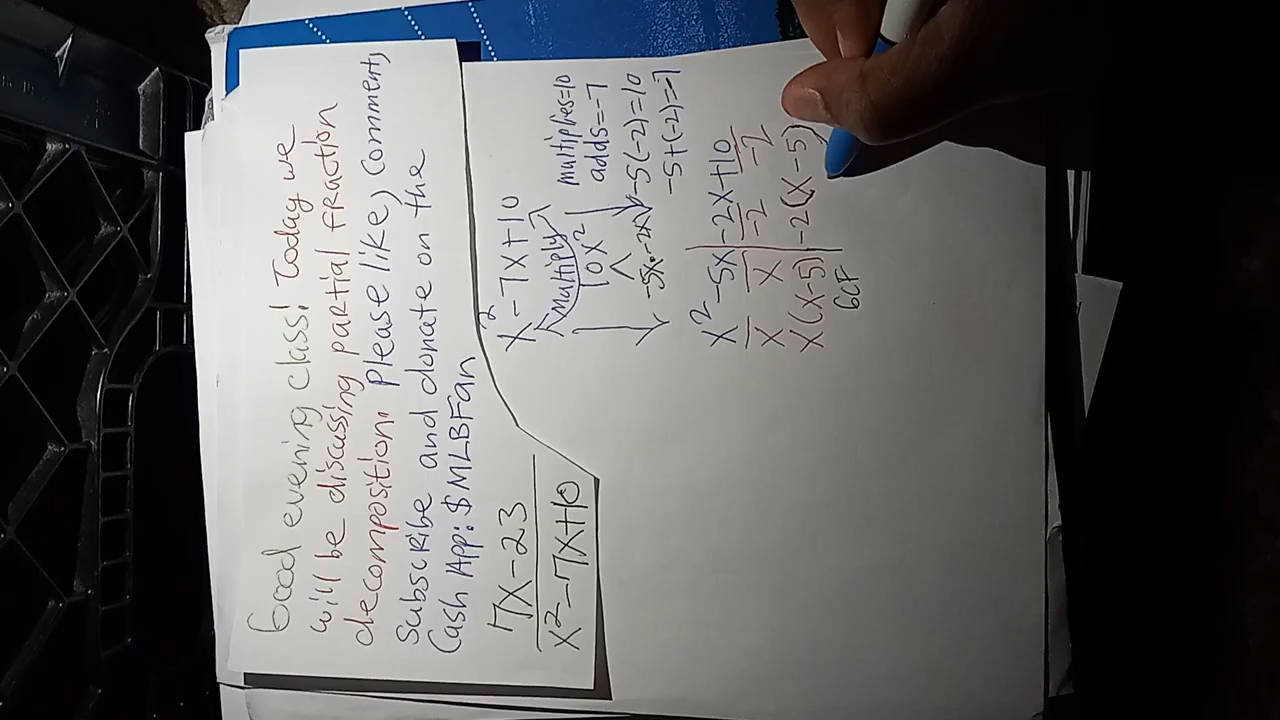 Good evening class! Today we
will be discussing partial fraction
decomposition. Please like, comment,
subscribe and donate on the
Cash App: $MLBFan
7x-23
x²-7x+10
x²-7x+10
Multiply
10x²
-5x·-2x
multiplies=10
adds=-7
-5(-2)=10
-5+(-2)=-7
x²-5x|-2x+10
x x -2 -2
x(x-5)|-2(x-5)
GCF